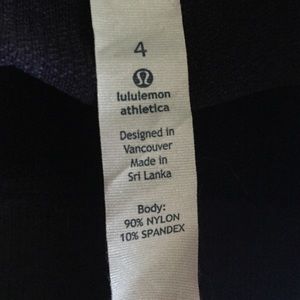 4
lululemon
athletica
Designed in
Vancouver
Made in
Sri Lanka
Body:
90% NYLON
10% SPANDEX